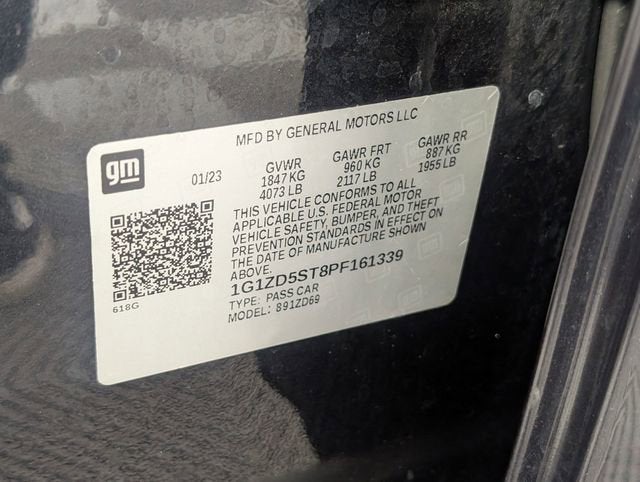 MFD BY GENERAL MOTORS LLC
gm
01/23
GVWR GAWR FRT GAWR RR
1847 KG 960 KG 887 KG
4073 LB 2117 LB 1955 LB
THIS VEHICLE CONFORMS TO ALL
APPLICABLE U.S. FEDERAL MOTOR
VEHICLE SAFETY, BUMPER, AND THEFT
PREVENTION STANDARDS IN EFFECT ON
THE DATE OF MANUFACTURE SHOWN
ABOVE.
1G1ZD5ST8PF161339
TYPE: PASS CAR
MODEL: 891ZD69
618G